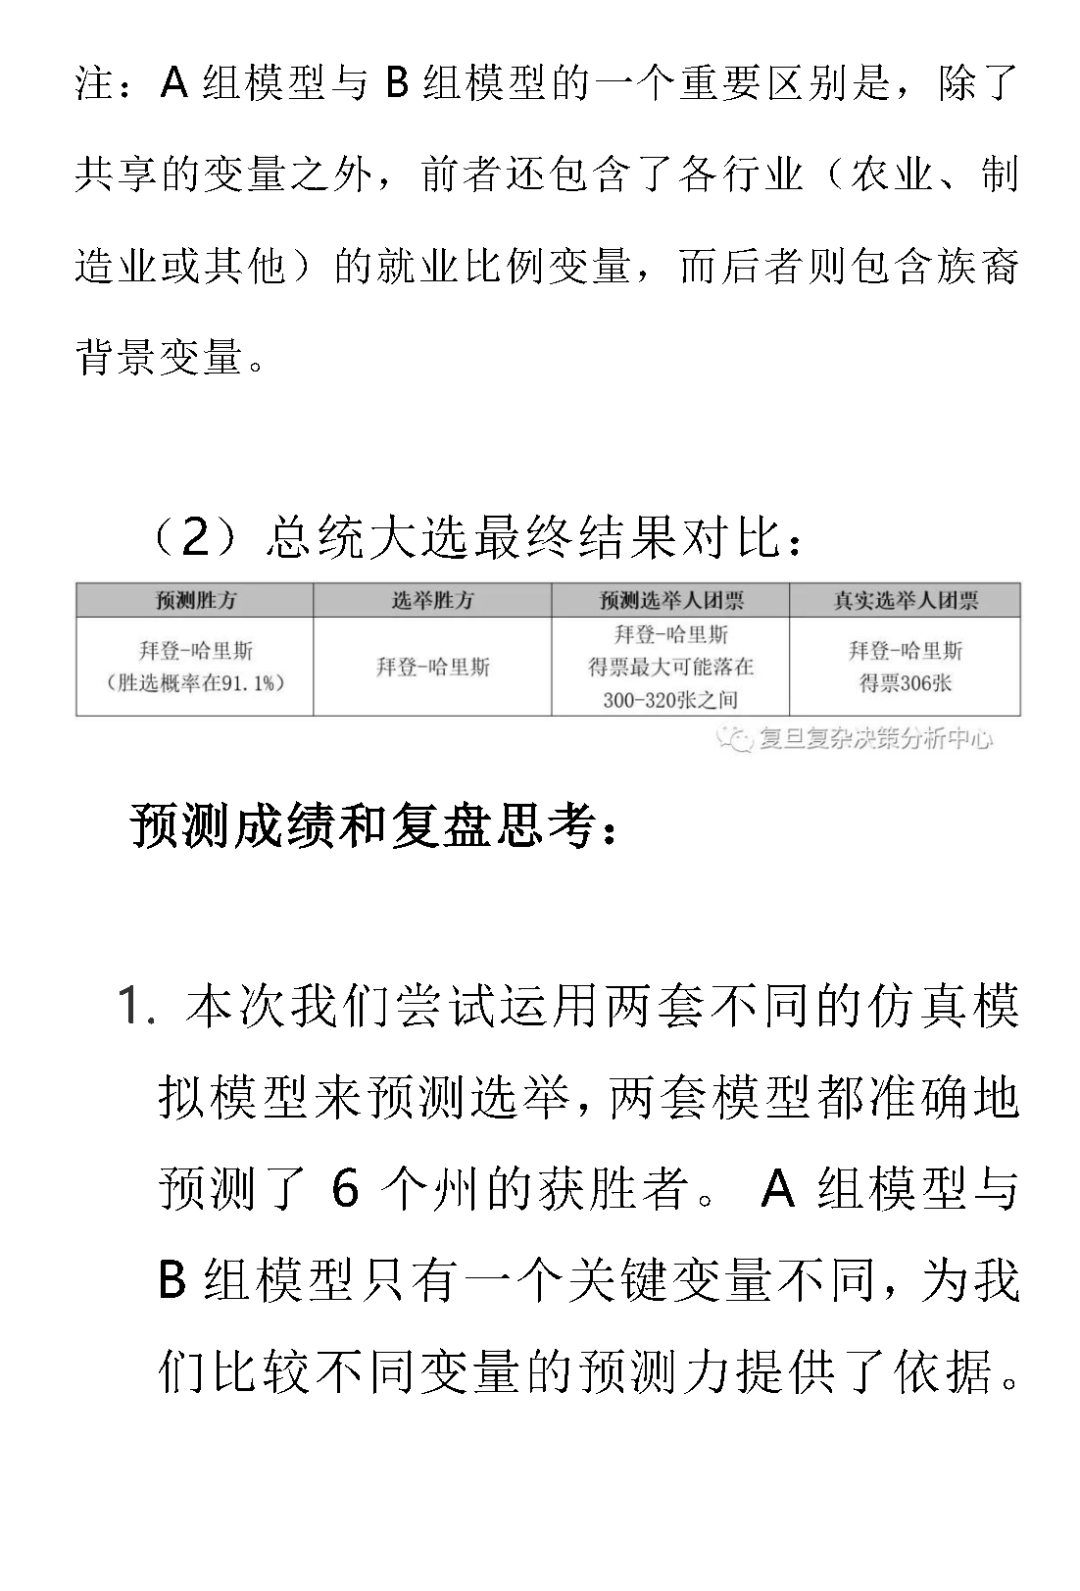 注：A 组模型与 B 组模型的一个重要区别是，除了
共享的变量之外，前者还包含了各行业（农业、制
造业或其他）的就业比例变量，而后者则包含族裔
背景变量。
（2）总统大选最终结果对比：
预测胜方 选举胜方 预测选举人团票 真实选举人团票
拜登-哈里斯
（胜选概率在91.1%）
拜登-哈里斯
拜登-哈里斯
得票最大可能落在
300-320张之间
拜登-哈里斯
得票306张
复旦复杂决策分析中心
预测成绩和复盘思考：
1. 本次我们尝试运用两套不同的仿真模
拟模型来预测选举，两套模型都准确地
预测了 6 个州的获胜者。 A 组模型与
B 组模型只有一个关键变量不同，为我
们比较不同变量的预测力提供了依据。